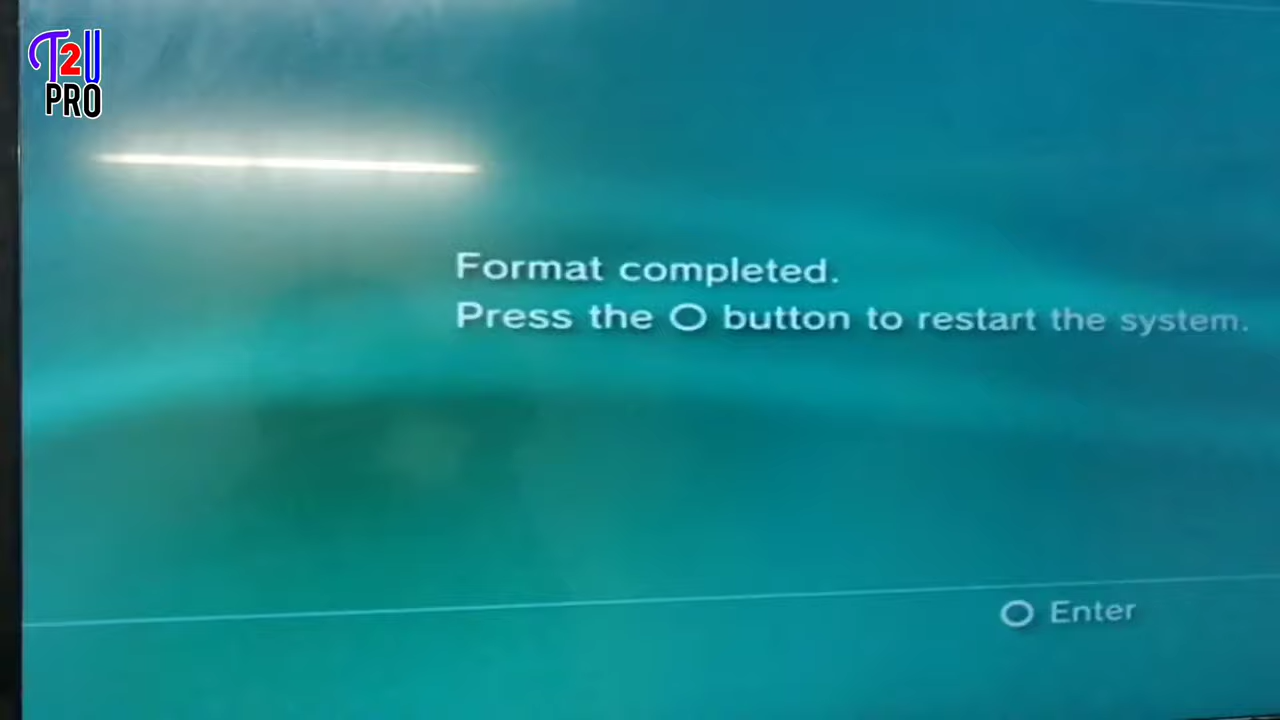 T2U
PRO
Format completed.
Press the O button to restart the system.
O Enter